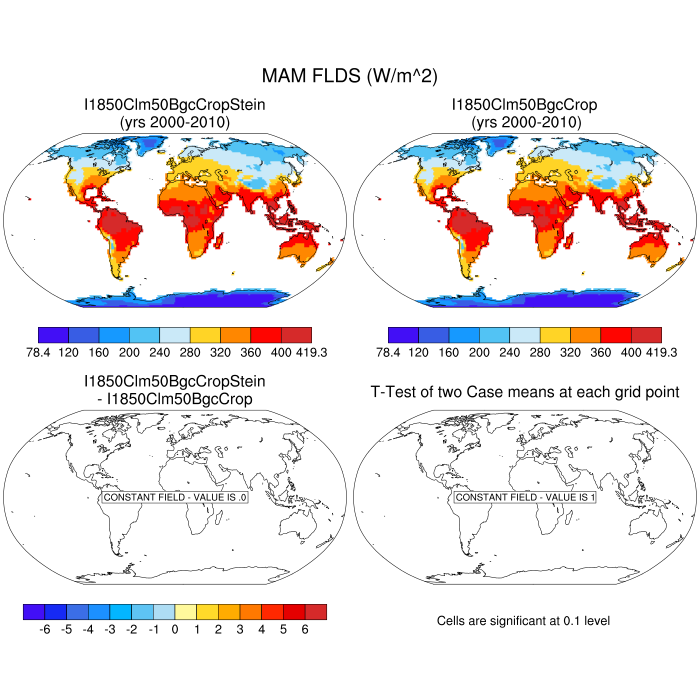 MAM FLDS (W/m^2)
I1850Clm50BgcCropStein
(yrs 2000-2010)
I1850Clm50BgcCrop
(yrs 2000-2010)
78.4 120 160 200 240 280 320 360 400 419.3
78.4 120 160 200 240 280 320 360 400 419.3
I1850Clm50BgcCropStein
- I1850Clm50BgcCrop
T-Test of two Case means at each grid point
CONSTANT FIELD - VALUE IS .0
CONSTANT FIELD - VALUE IS 1
-6 -5 -4 -3 -2 -1 0 1 2 3 4 5 6
Cells are significant at 0.1 level